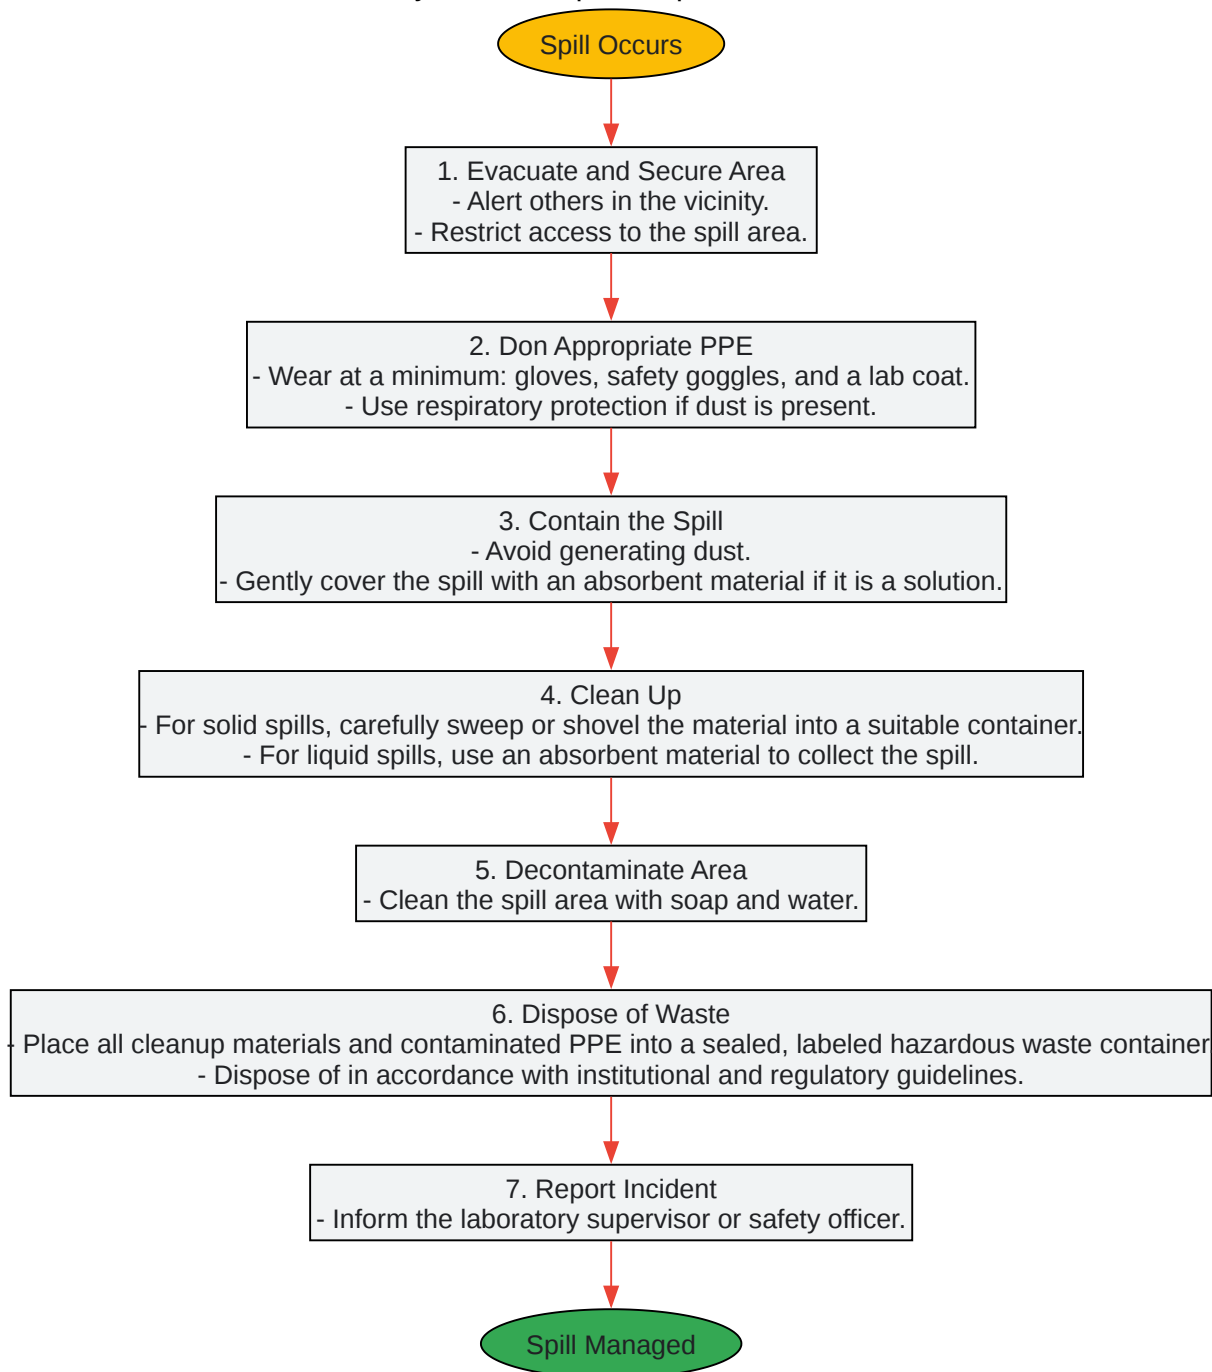 Spill Occurs
1. Evacuate and Secure Area
- Alert others in the vicinity.
- Restrict access to the spill area.
2. Don Appropriate PPE
- Wear at a minimum: gloves, safety goggles, and a lab coat.
- Use respiratory protection if dust is present.
3. Contain the Spill
- Avoid generating dust.
- Gently cover the spill with an absorbent material if it is a solution.
4. Clean Up
- For solid spills, carefully sweep or shovel the material into a suitable container.
- For liquid spills, use an absorbent material to collect the spill.
5. Decontaminate Area
- Clean the spill area with soap and water.
6. Dispose of Waste
- Place all cleanup materials and contaminated PPE into a sealed, labeled hazardous waste container
- Dispose of in accordance with institutional and regulatory guidelines.
7. Report Incident
- Inform the laboratory supervisor or safety officer.
Spill Managed